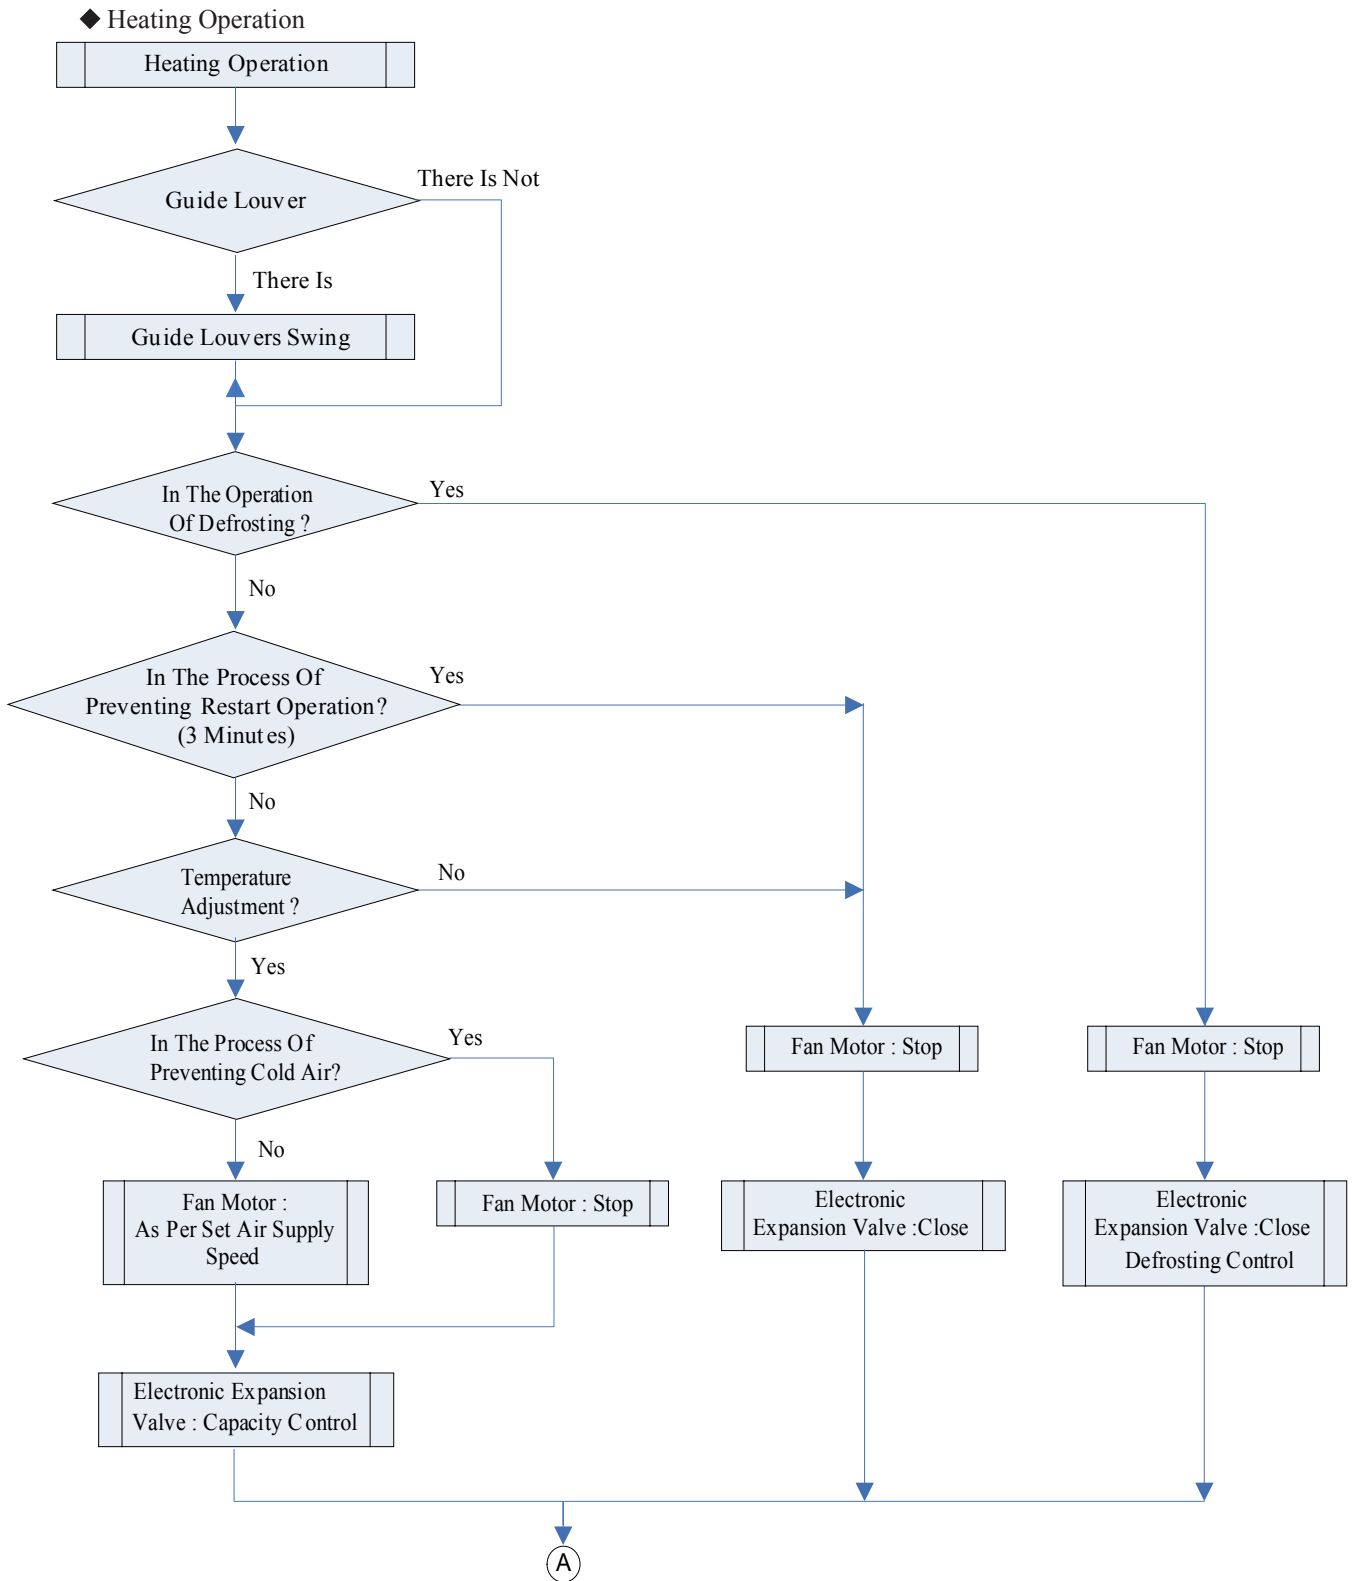 ◆ Heating Operation
Heating Operation
Guide Louver
There Is Not
There Is
Guide Louvers Swing
In The Operation
Of Defrosting ?
Yes
No
In The Process Of
Preventing Restart Operation?
(3 Minutes)
Yes
No
Temperature
Adjustment ?
No
Yes
In The Process Of
Preventing Cold Air?
Yes
No
Fan Motor : Stop
Fan Motor : Stop
Fan Motor :
As Per Set Air Supply
Speed
Fan Motor : Stop
Electronic
Expansion Valve :Close
Electronic
Expansion Valve :Close
Defrosting Control
Electronic Expansion
Valve : Capacity Control
A